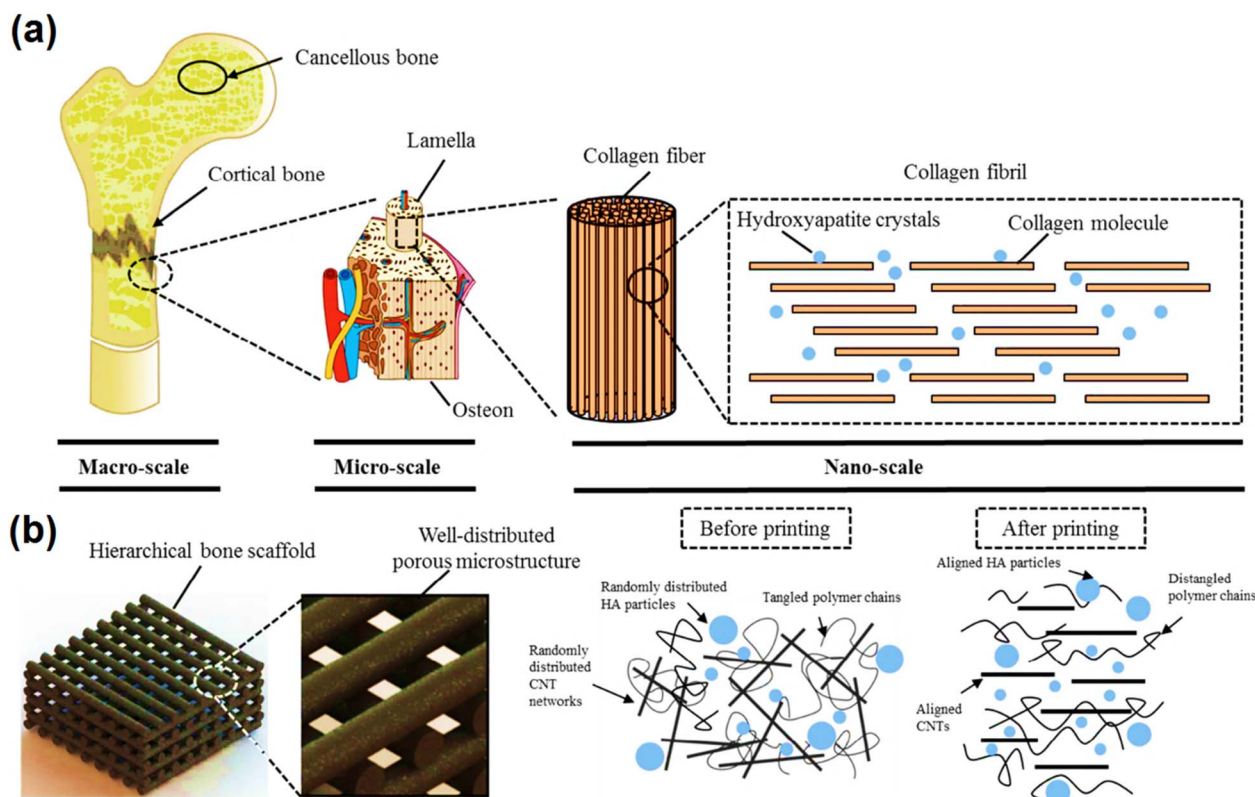 (a)
Cancellous bone
Cortical bone
Lamella
Osteon
Collagen fiber
Collagen fibril
Hydroxyapatite crystals
Collagen molecule
Macro-scale
Micro-scale
Nano-scale
(b)
Hierarchical bone scaffold
Well-distributed
porous microstructure
Before printing
Randomly distributed
HA particles
Tangled polymer chains
Randomly
distributed
CNT
networks
After printing
Aligned HA particles
Distangled
polymer chains
Aligned
CNTs